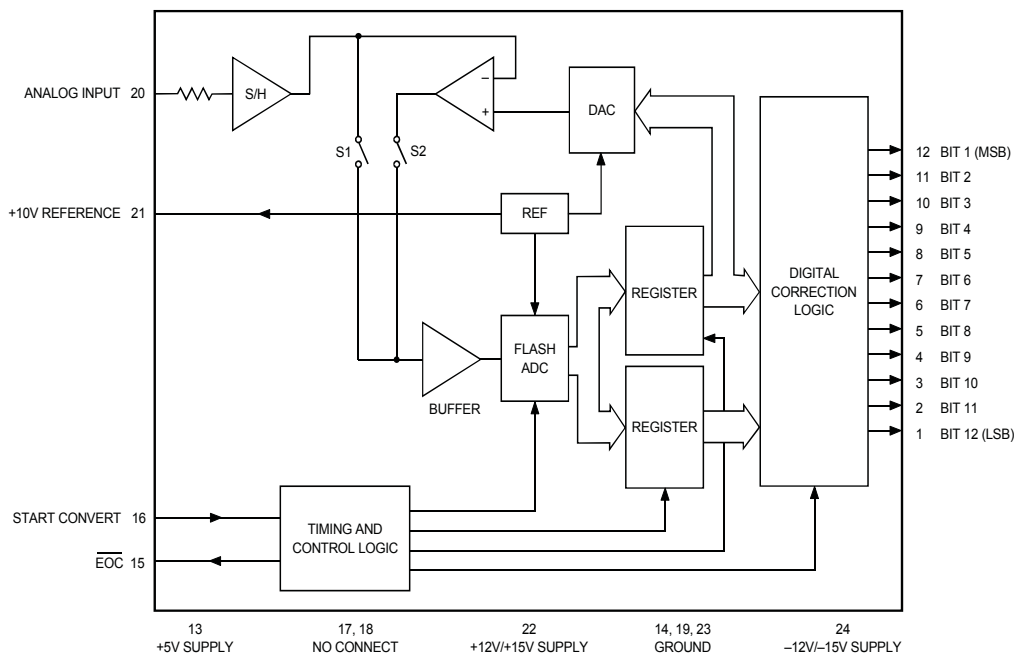 ANALOG INPUT 20
S/H
−
+
DAC
S1
S2
+10V REFERENCE 21
REF
REGISTER
FLASH
ADC
BUFFER
REGISTER
DIGITAL
CORRECTION
LOGIC
12 BIT 1 (MSB)
11 BIT 2
10 BIT 3
9 BIT 4
8 BIT 5
7 BIT 6
6 BIT 7
5 BIT 8
4 BIT 9
3 BIT 10
2 BIT 11
1 BIT 12 (LSB)
START CONVERT 16
EOC 15
TIMING AND
CONTROL LOGIC
13
+5V SUPPLY
17, 18
NO CONNECT
22
+12V/+15V SUPPLY
14, 19, 23
GROUND
24
–12V/–15V SUPPLY